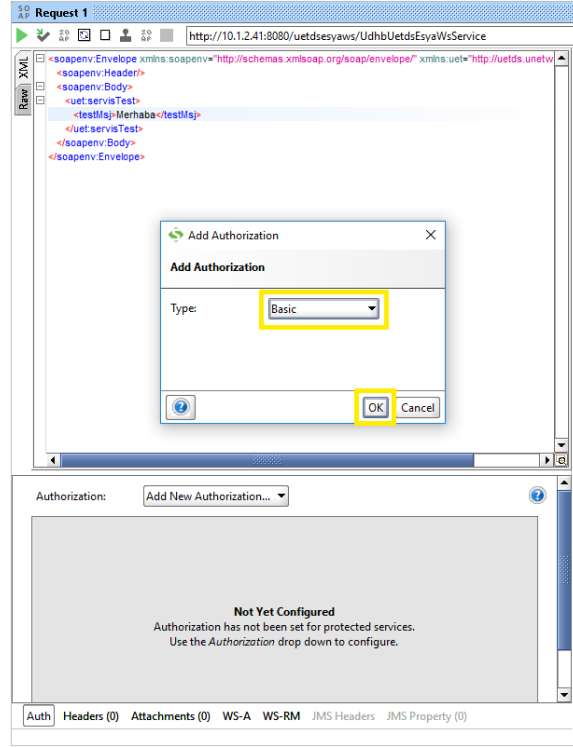 SO AP Request 1
http://10.1.2.41:8080/uetdsesyaws/UdhbUetdsEsyaWsService
XML
Raw
<soapenv:Envelope xmlns:soapenv="http://schemas.xmlsoap.org/soap/envelope/" xmlns:uet="http://uetds.unetw
<soapenv:Header/>
<soapenv:Body>
<uet:servisTest>
<testMsj>Merhaba</testMsj>
</uet:servisTest>
</soapenv:Body>
</soapenv:Envelope>
Add Authorization
Add Authorization
Type: Basic
OK Cancel
Authorization: Add New Authorization...
Not Yet Configured
Authorization has not been set for protected services.
Use the Authorization drop down to configure.
Auth Headers (0) Attachments (0) WS-A WS-RM JMS Headers JMS Property (0)